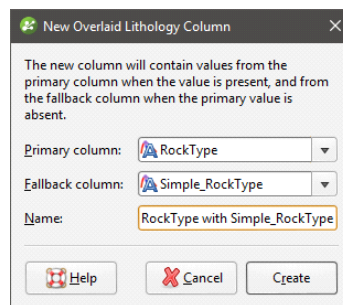 New Overlaid Lithology Column
The new column will contain values from the
primary column when the value is present, and from
the fallback column when the primary value is
absent.
Primary column: RockType
Fallback column: Simple_RockType
Name: RockType with Simple_RockType
Help Cancel Create